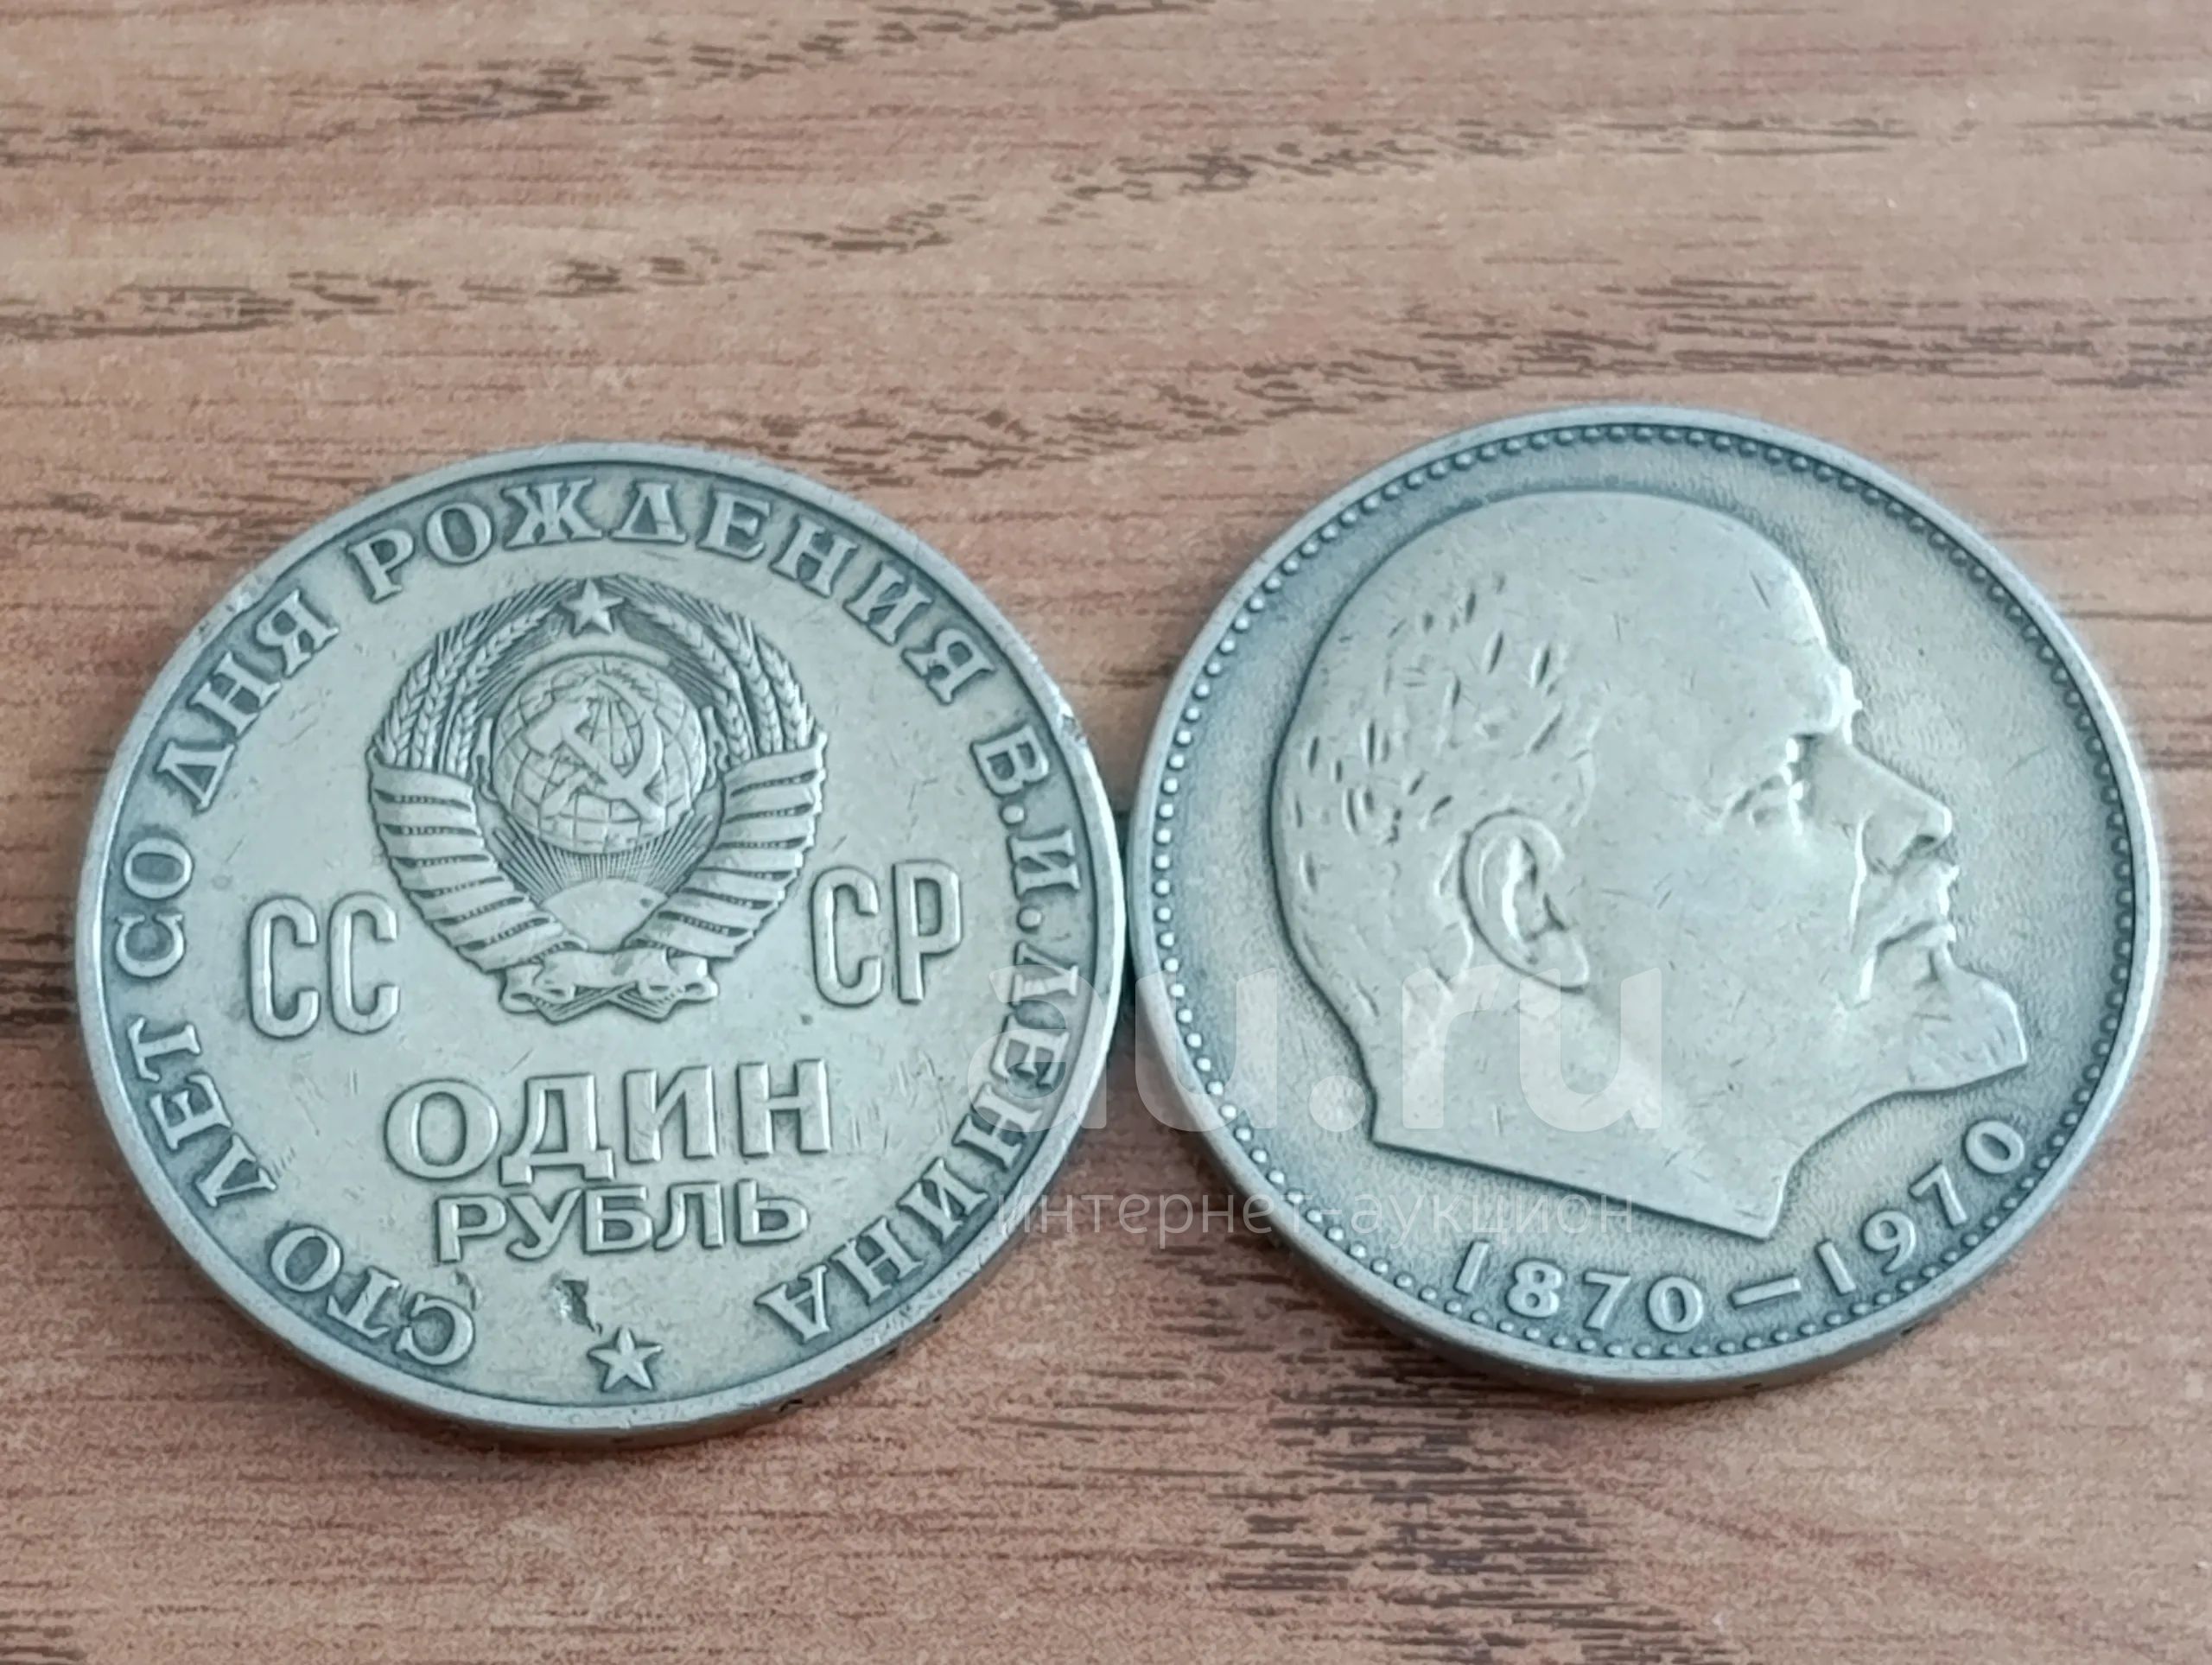 СТО ЛЕТ СО ДНЯ РОЖДЕНИЯ В.И.ЛЕНИНА
СС СР
ОДИН
РУБЛЬ
1870–1970
au.ru
интернет-аукцион